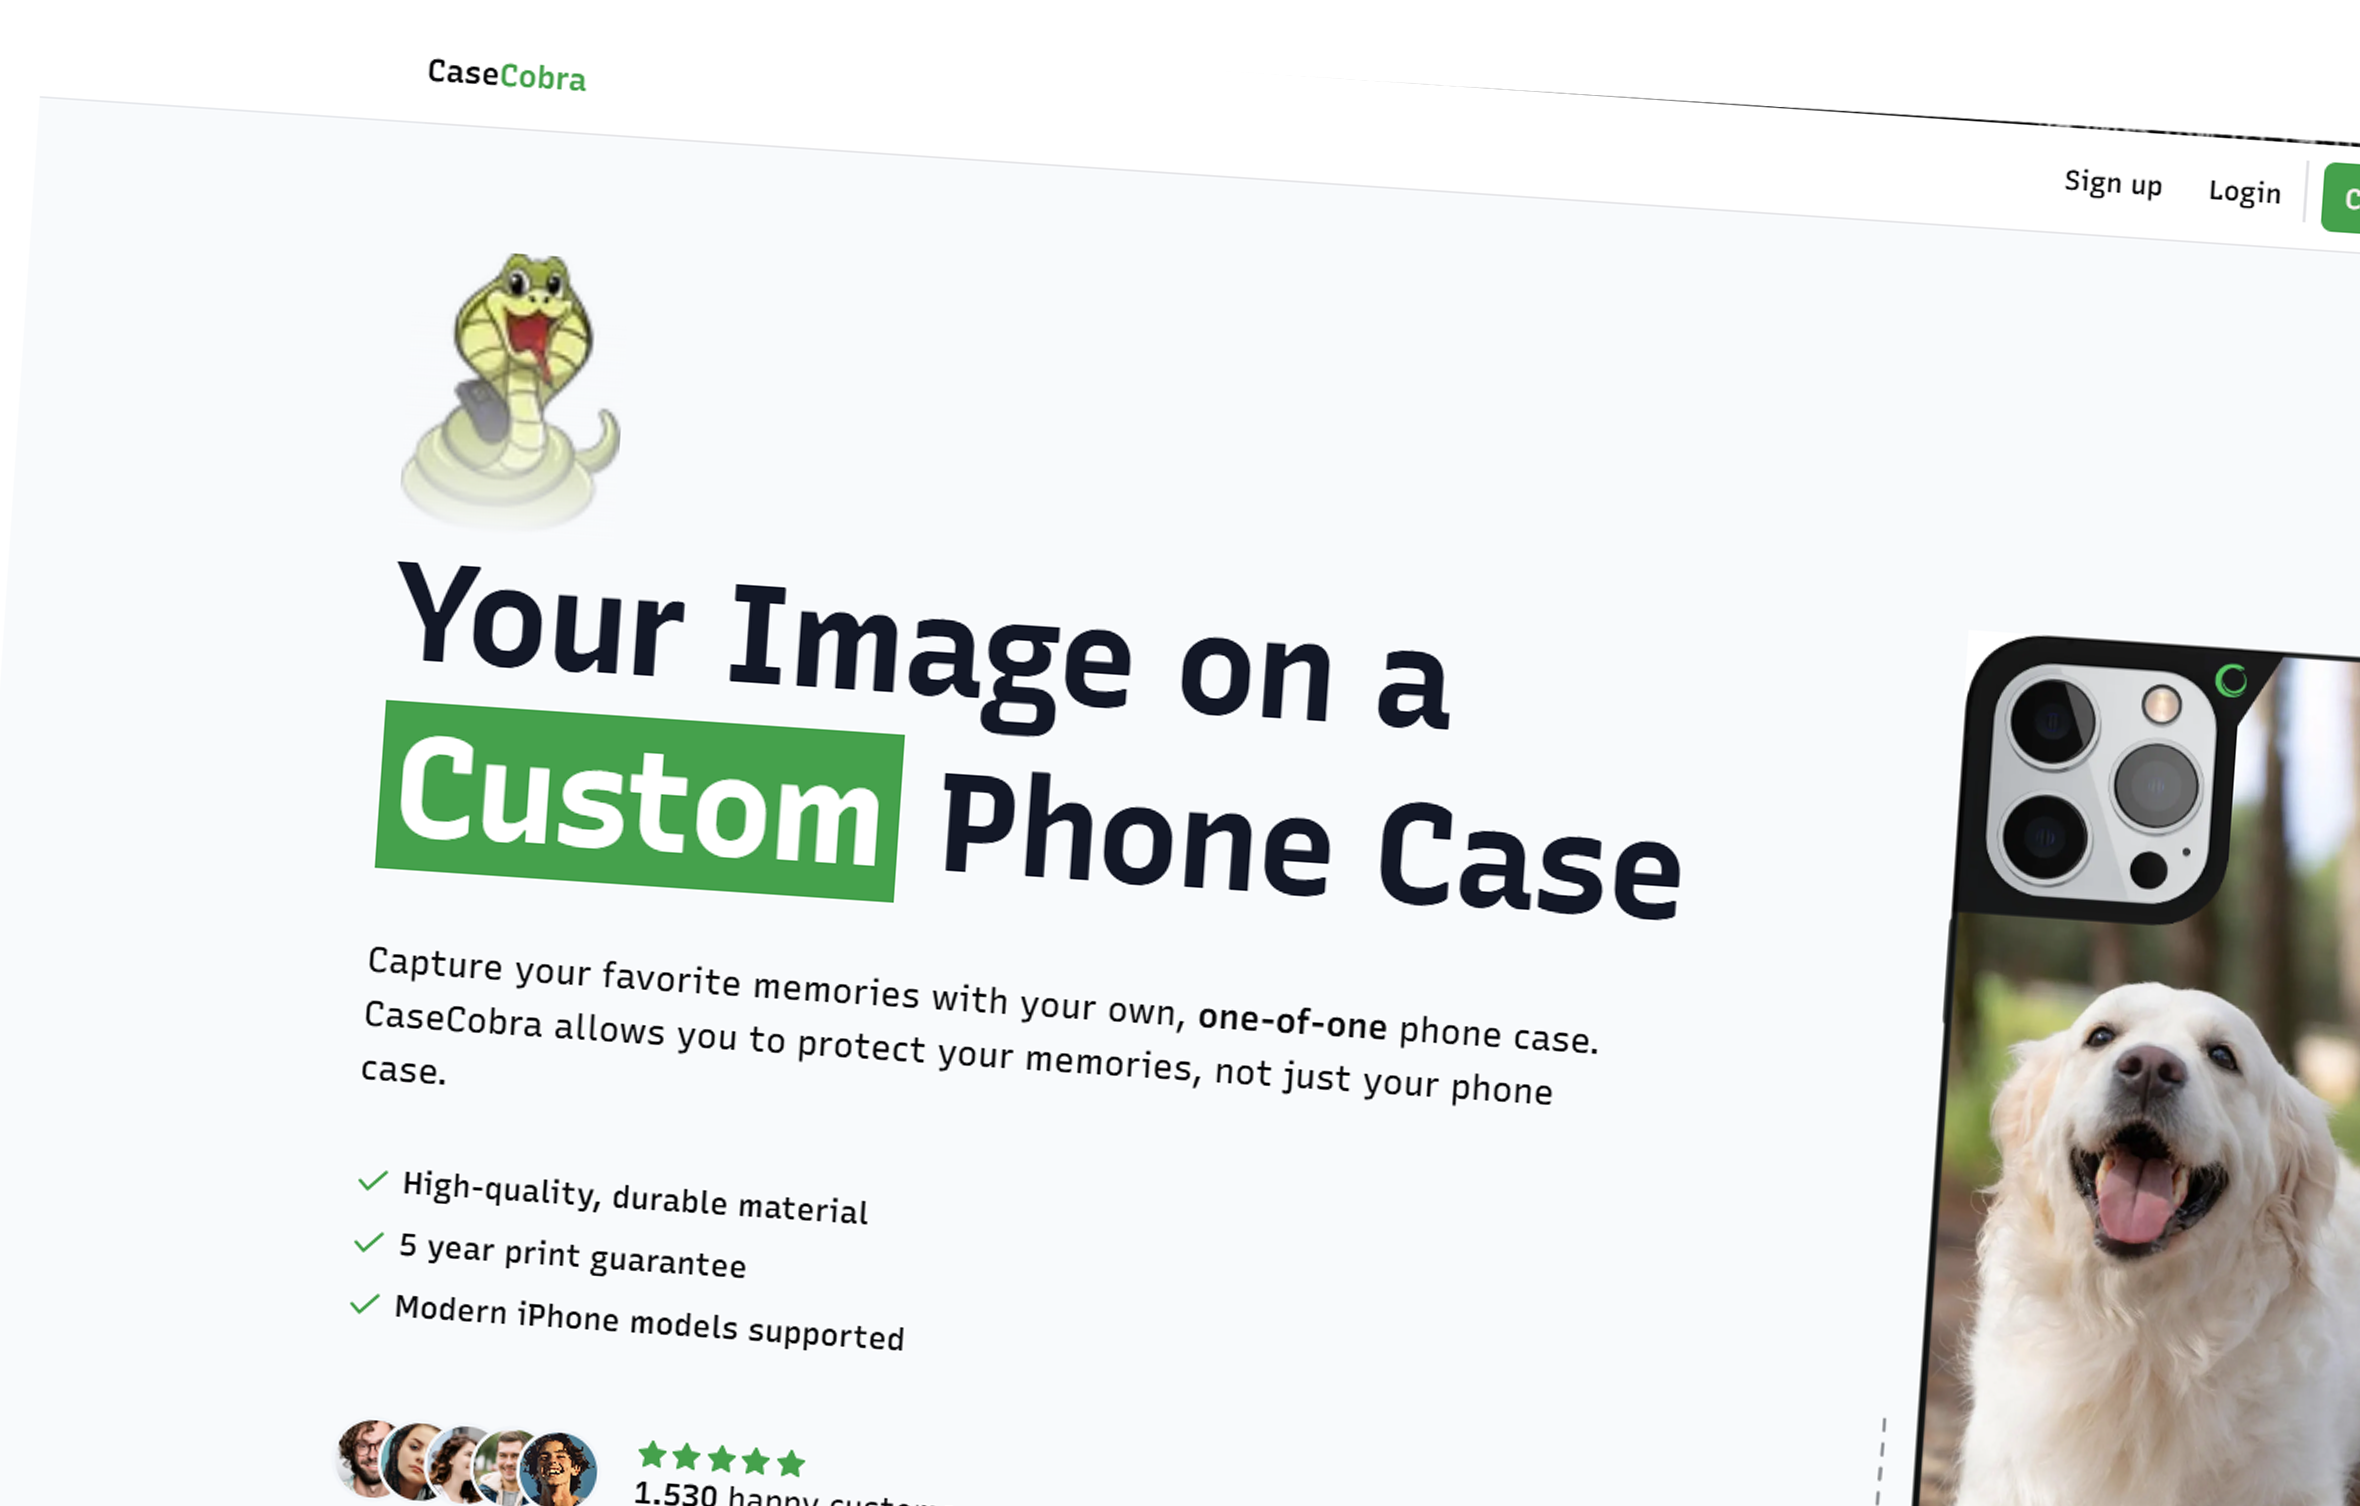 CaseCobra
Sign up Login
Your Image on a
Custom Phone Case
Capture your favorite memories with your own, one-of-one phone case.
CaseCobra allows you to protect your memories, not just your phone
case.
High-quality, durable material
5 year print guarantee
Modern iPhone models supported
1.530 happy